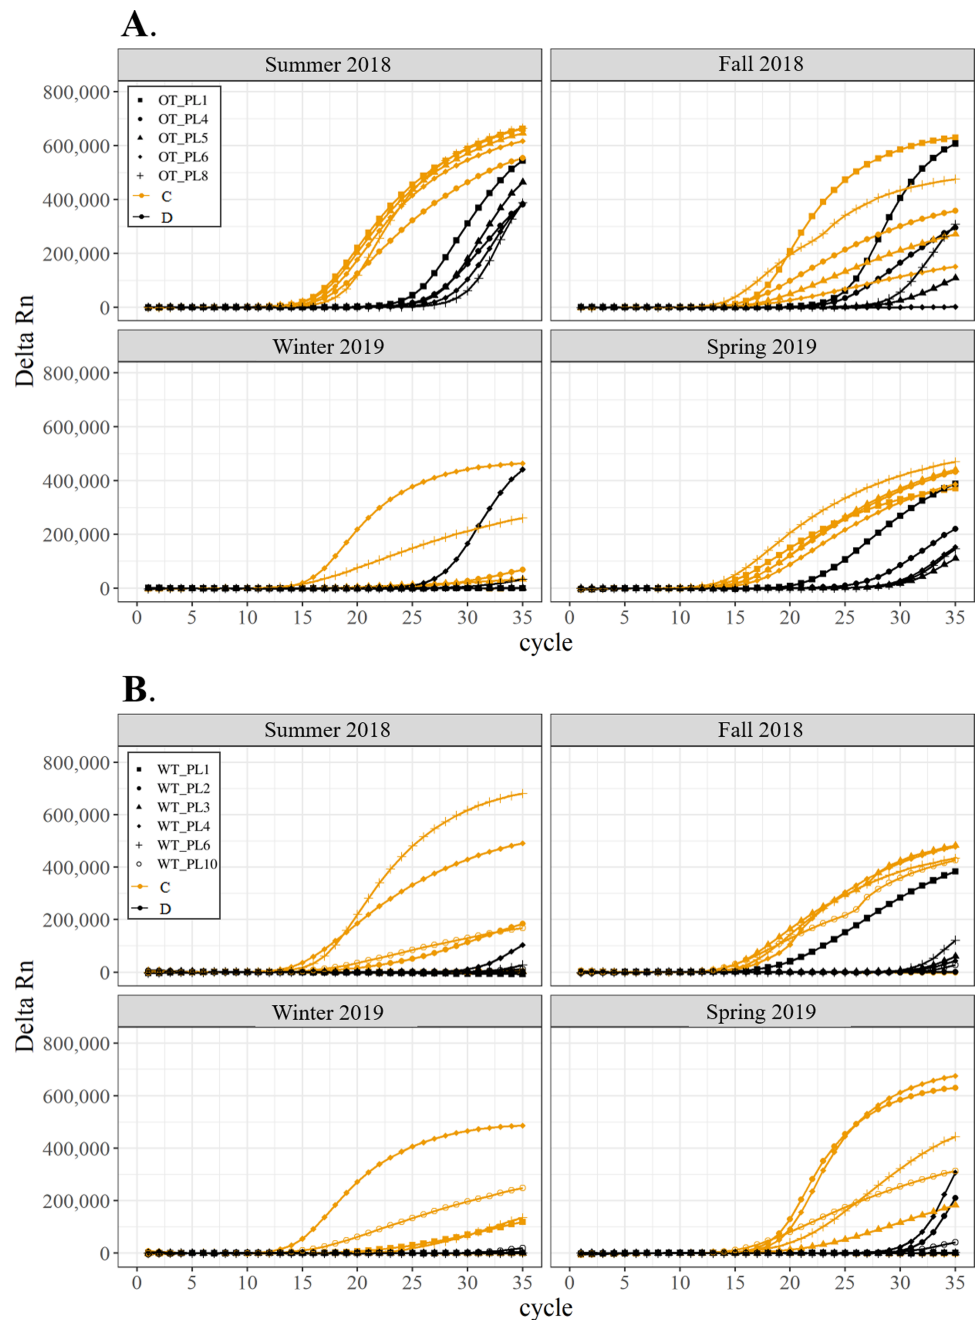 A.
Summer 2018
Fall 2018
800,000
600,000
400,000
200,000
0
OT_PL1
OT_PL4
OT_PL5
OT_PL6
OT_PL8
C
D
Delta Rn
Winter 2019
Spring 2019
800,000
600,000
400,000
200,000
0
0 5 10 15 20 25 30 35
0 5 10 15 20 25 30 35
cycle
B.
Summer 2018
Fall 2018
800,000
600,000
400,000
200,000
0
WT_PL1
WT_PL2
WT_PL3
WT_PL4
WT_PL6
WT_PL10
C
D
Delta Rn
Winter 2019
Spring 2019
800,000
600,000
400,000
200,000
0
0 5 10 15 20 25 30 35
0 5 10 15 20 25 30 35
cycle